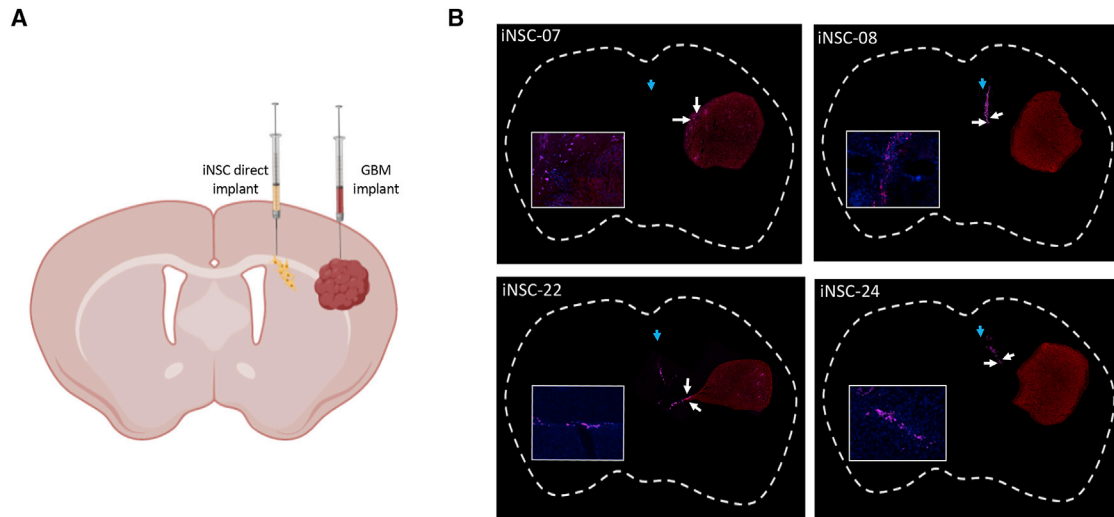 A
iNSC direct
implant
GBM
implant
B
iNSC-07
iNSC-08
iNSC-22
iNSC-24